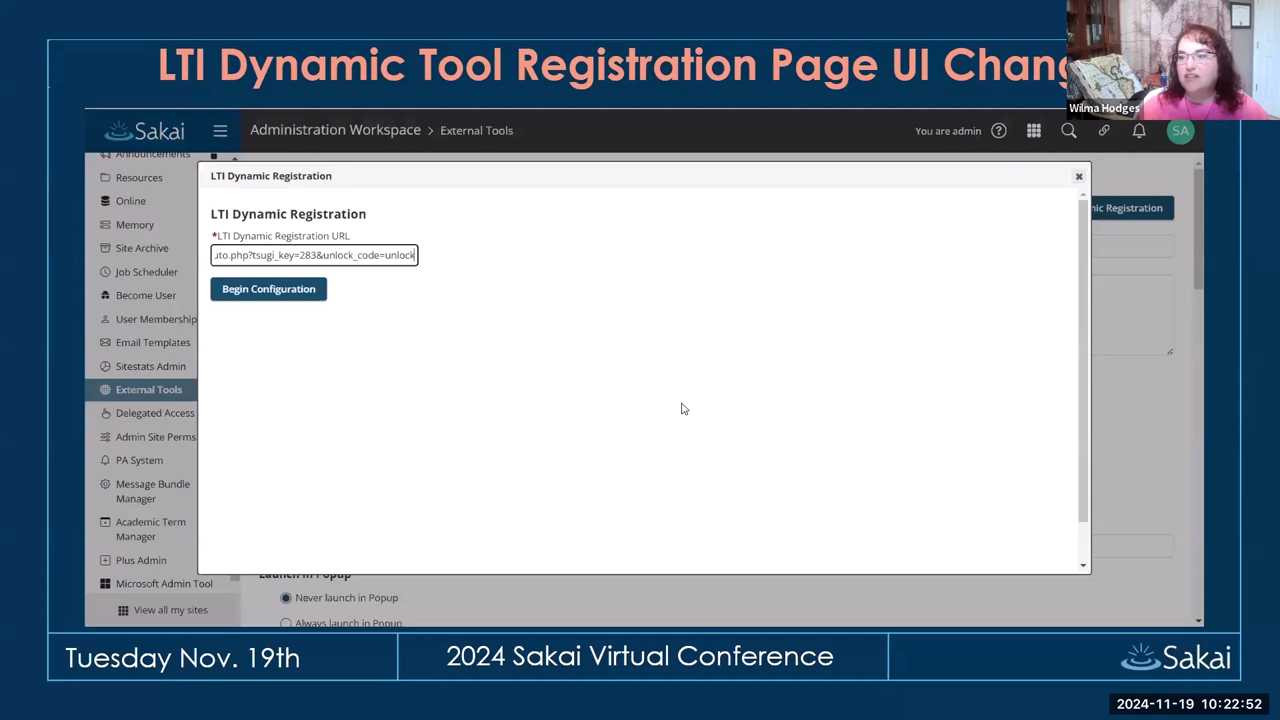 LTI Dynamic Tool Registration Page UI Chang
Wilma Hodges
Sakai
Administration Workspace > External Tools
You are admin
SA
Announcements
Resources
Online
Memory
Site Archive
Job Scheduler
Become User
User Membership
Email Templates
Sitestats Admin
External Tools
Delegated Access
Admin Site Perms
PA System
Message Bundle
Manager
Academic Term
Manager
Plus Admin
Microsoft Admin Tool
View all my sites
LTI Dynamic Registration
LTI Dynamic Registration
*LTI Dynamic Registration URL
uto.php?tsugi_key=283&unlock_code=unlock
Begin Configuration
ic Registration
Launch in Popup
Never launch in Popup
Always launch in Popup
Tuesday Nov. 19th
2024 Sakai Virtual Conference
Sakai
2024-11-19 10:22:52